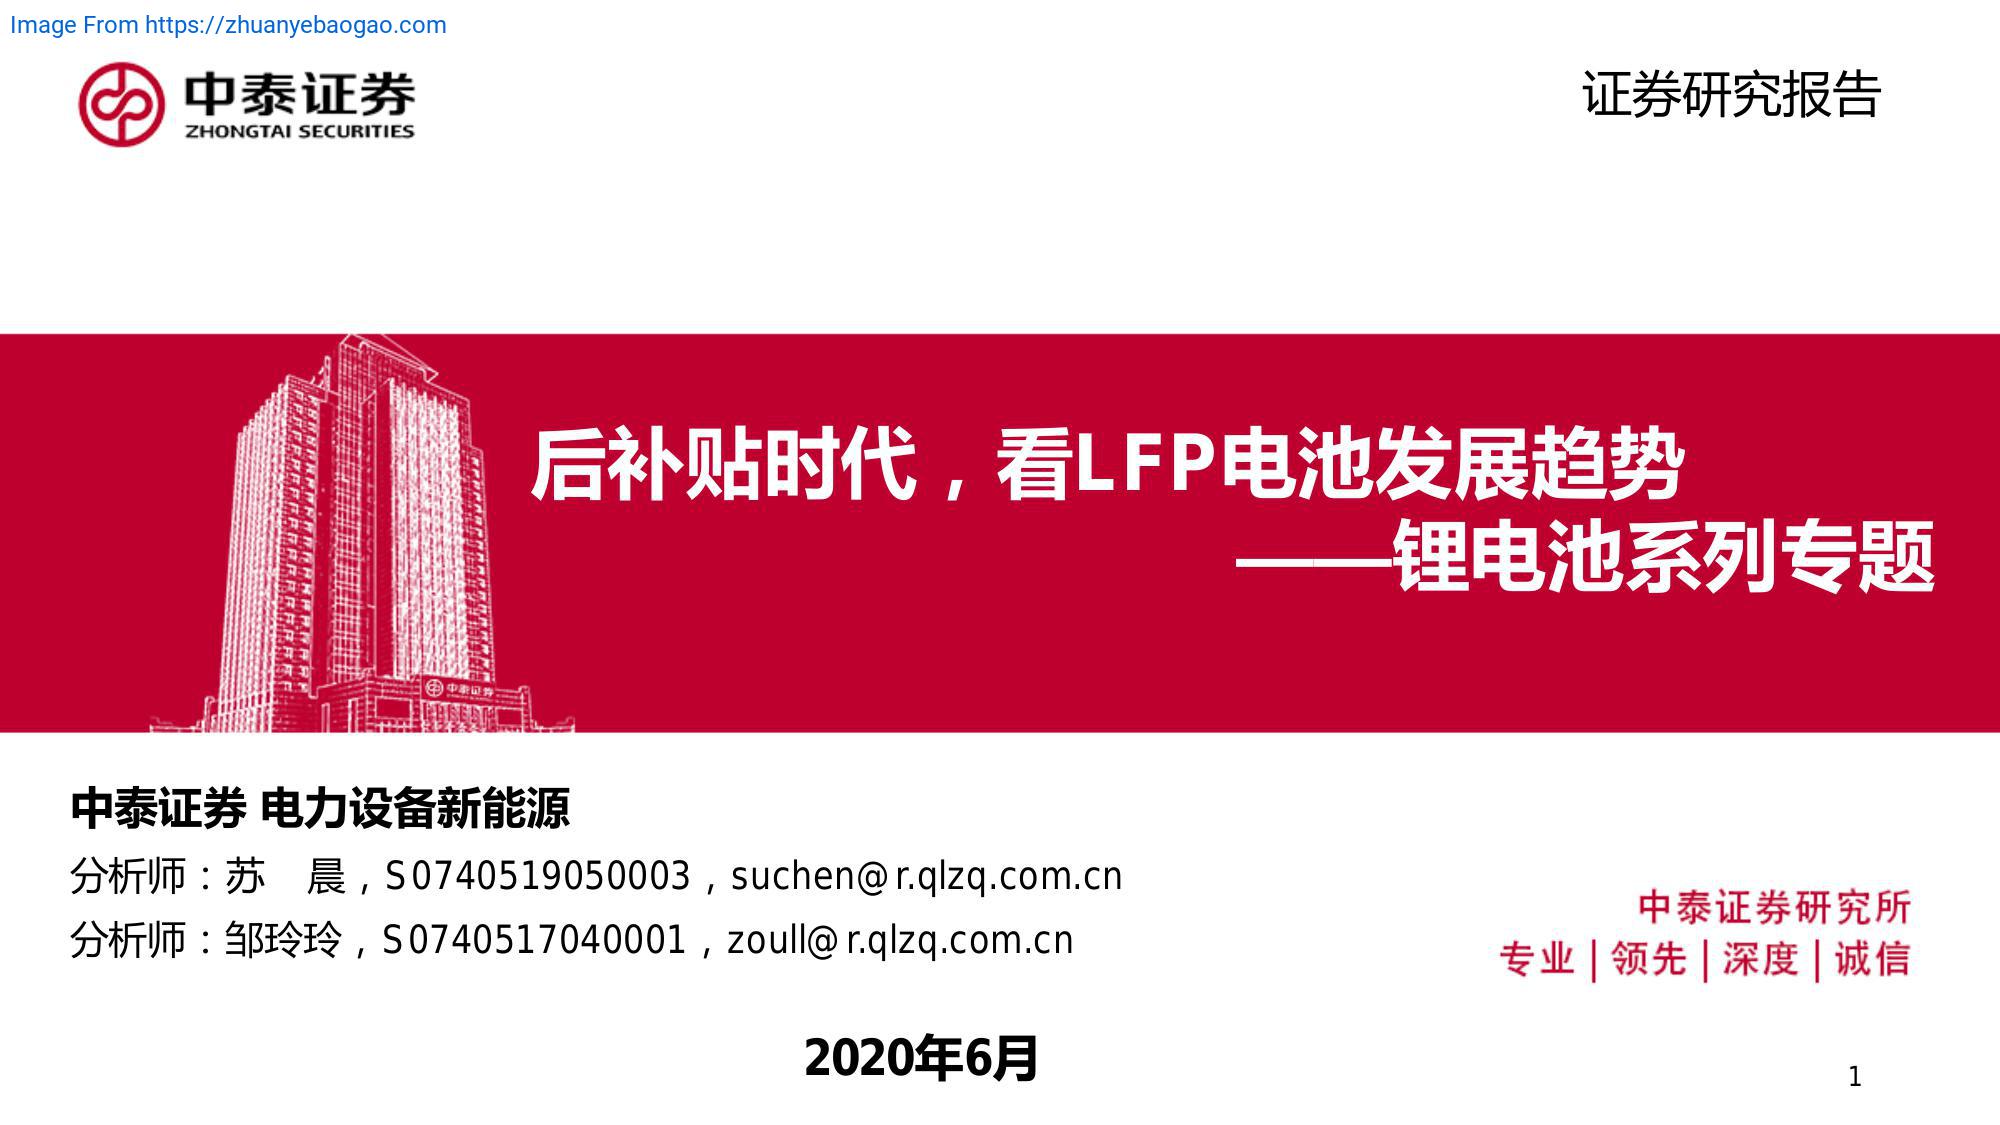 Image From https://zhuanyebaogao.com
中泰证券
ZHONGTAI SECURITIES
证券研究报告
后补贴时代，看LFP电池发展趋势
——锂电池系列专题
中泰证券
中泰证券 电力设备新能源
分析师：苏　晨，S0740519050003，suchen@r.qlzq.com.cn
分析师：邹玲玲，S0740517040001，zoull@r.qlzq.com.cn
中泰证券研究所
专业｜领先｜深度｜诚信
2020年6月
1